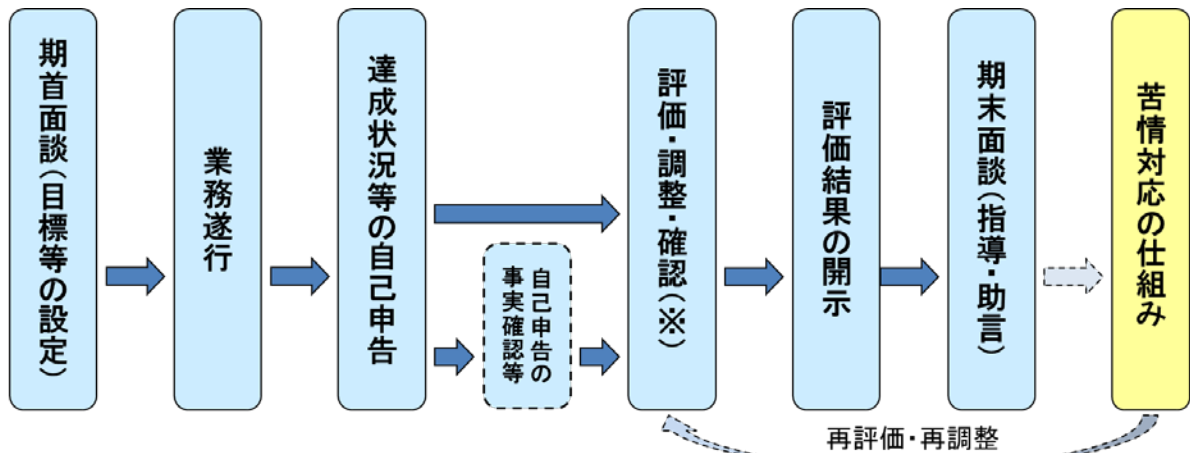 期首面談(目標等の設定)
業務遂行
達成状況等の自己申告
自己申告の
事実確認等
評価・調整・確認(※)
評価結果の開示
期末面談(指導・助言)
苦情対応の仕組み
再評価・再調整